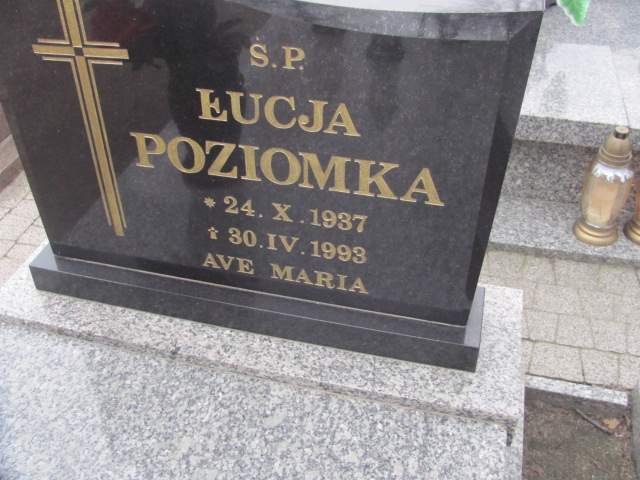 Ś.P.
ŁUCJA
POZIOMKA
* 24.X.1937
† 30.IV.1993
AVE MARIA